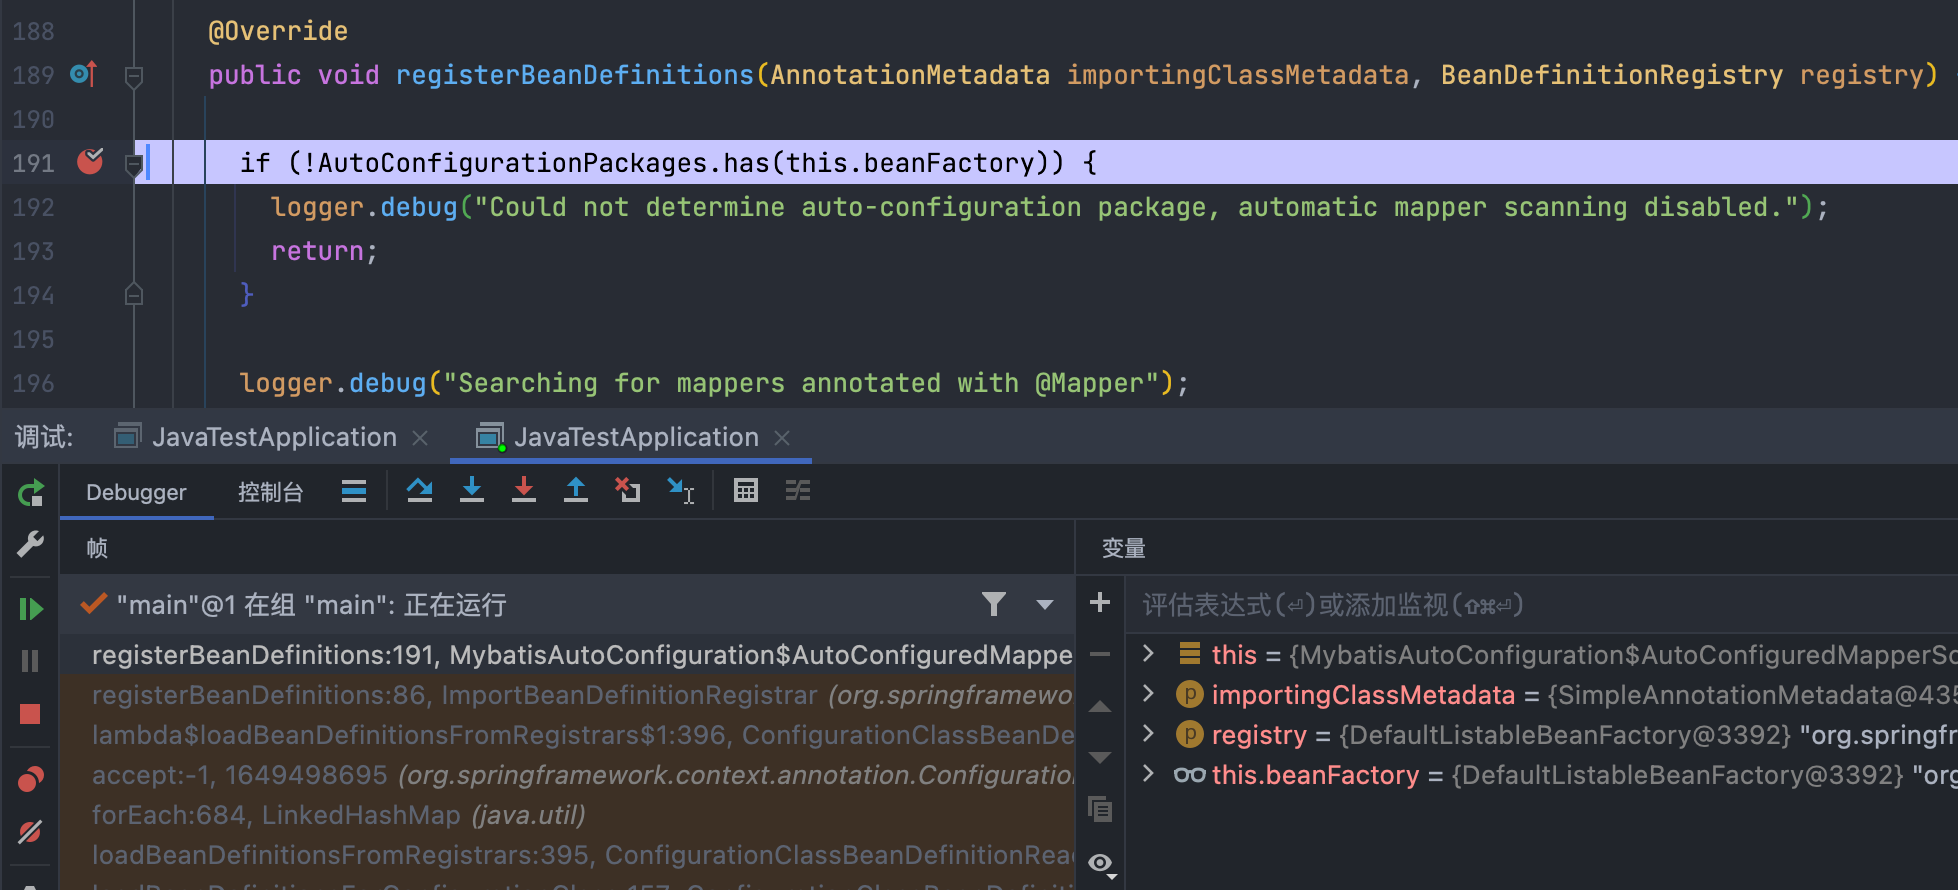 188 @Override
189 public void registerBeanDefinitions(AnnotationMetadata importingClassMetadata, BeanDefinitionRegistry registry)
190
191 if (!AutoConfigurationPackages.has(this.beanFactory)) {
192 logger.debug("Could not determine auto-configuration package, automatic mapper scanning disabled.");
193 return;
194 }
195
196 logger.debug("Searching for mappers annotated with @Mapper");
调试: JavaTestApplication JavaTestApplication
Debugger 控制台
帧
"main"@1 在组 "main": 正在运行
registerBeanDefinitions:191, MybatisAutoConfiguration$AutoConfiguredMappe
registerBeanDefinitions:86, ImportBeanDefinitionRegistrar (org.springframewo
lambda$loadBeanDefinitionsFromRegistrars$1:396, ConfigurationClassBeanDe
accept:-1, 1649498695 (org.springframework.context.annotation.Configuratio
forEach:684, LinkedHashMap (java.util)
loadBeanDefinitionsFromRegistrars:395, ConfigurationClassBeanDefinitionRea
变量
评估表达式(⏎)或添加监视(⇧⌘⏎)
this = {MybatisAutoConfiguration$AutoConfiguredMapperSc
importingClassMetadata = {SimpleAnnotationMetadata@435
registry = {DefaultListableBeanFactory@3392} "org.springfr
this.beanFactory = {DefaultListableBeanFactory@3392} "org